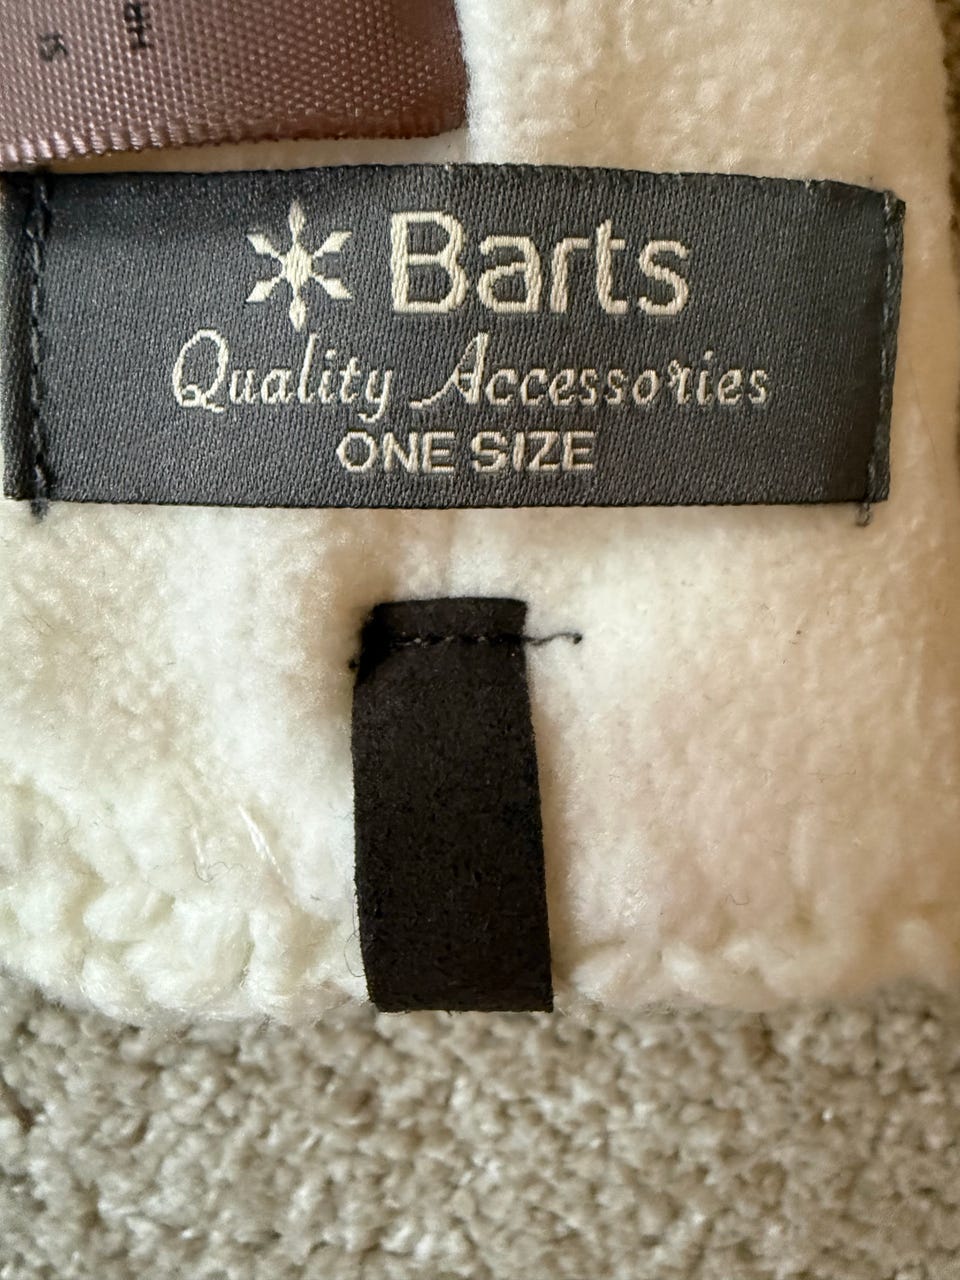 Barts
Quality Accessories
ONE SIZE